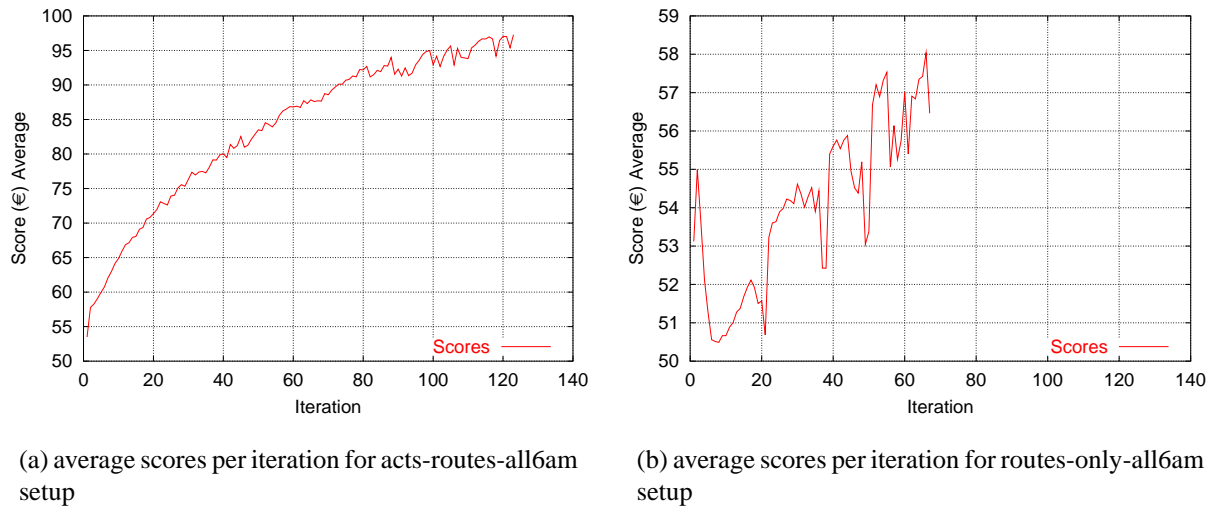 100
95
90
85
80
75
70
65
60
55
50
0 20 40 60 80 100 120 140
Score (€) Average
Iteration
Scores
59
58
57
56
55
54
53
52
51
50
0 20 40 60 80 100 120 140
Score (€) Average
Iteration
Scores
(a) average scores per iteration for acts-routes-all6am
setup
(b) average scores per iteration for routes-only-all6am
setup